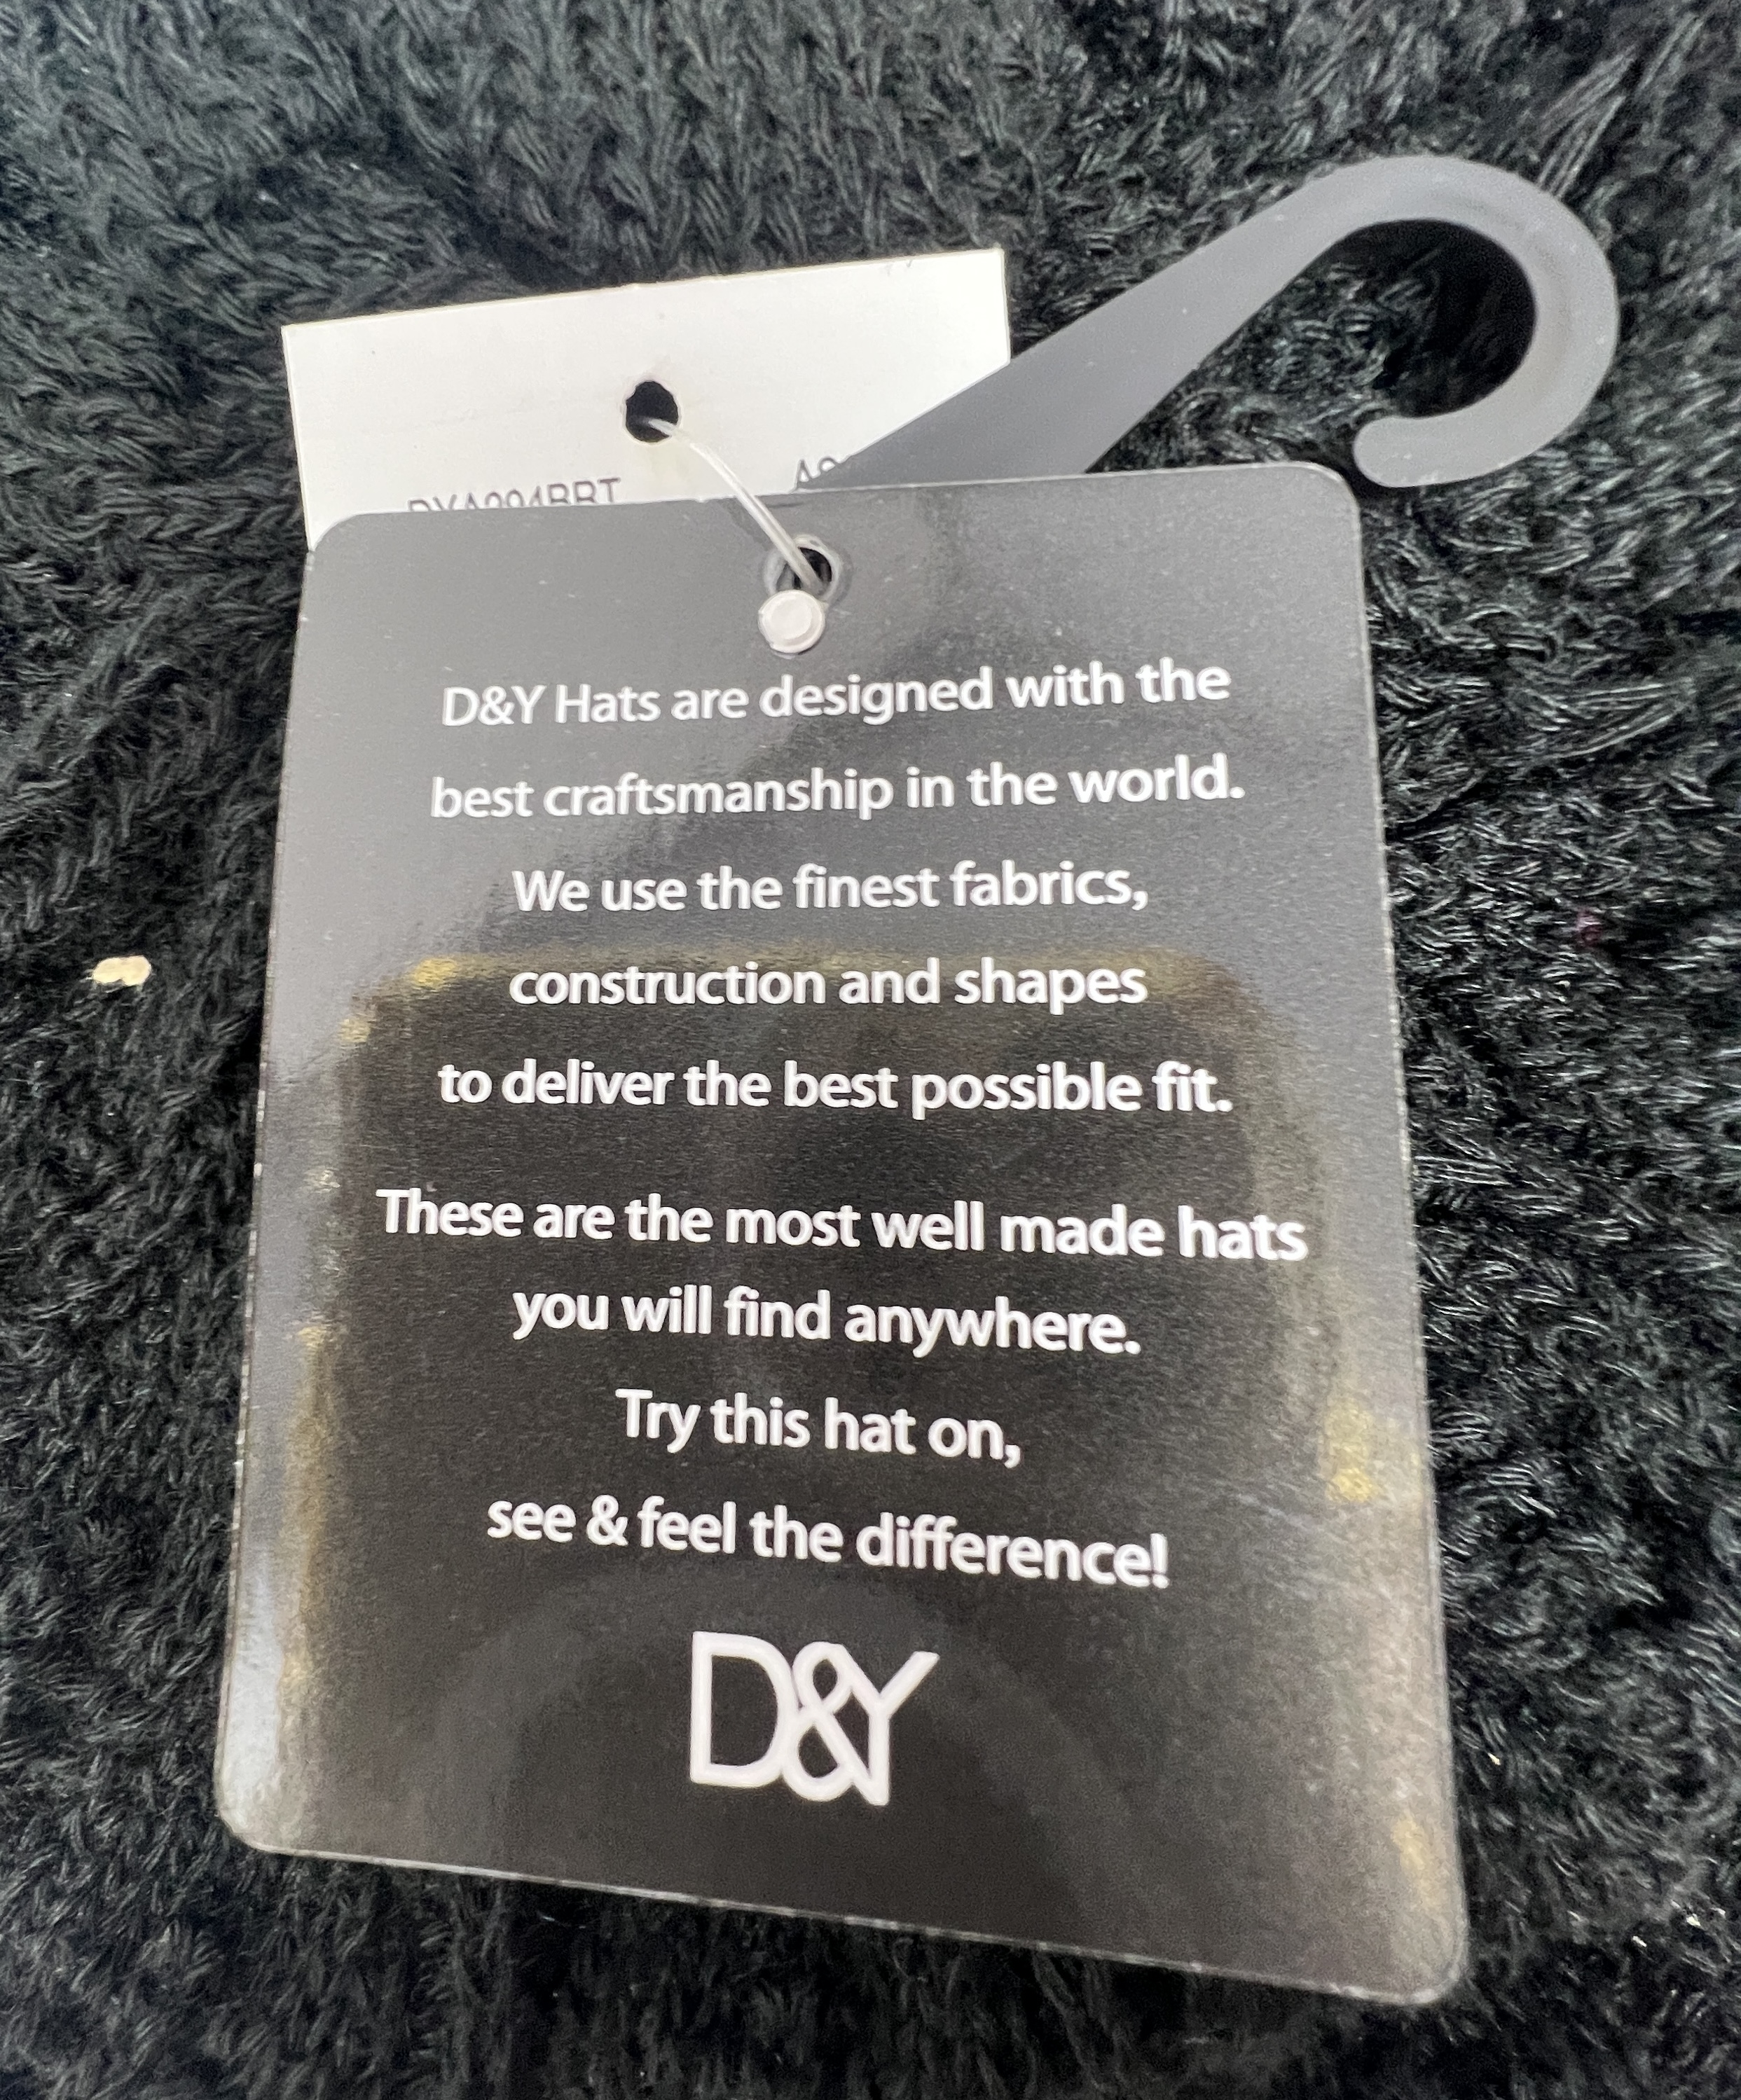 D&Y Hats are designed with the
best craftsmanship in the world.
We use the finest fabrics,
construction and shapes
to deliver the best possible fit.
These are the most well made hats
you will find anywhere.
Try this hat on,
see & feel the difference!
D&Y